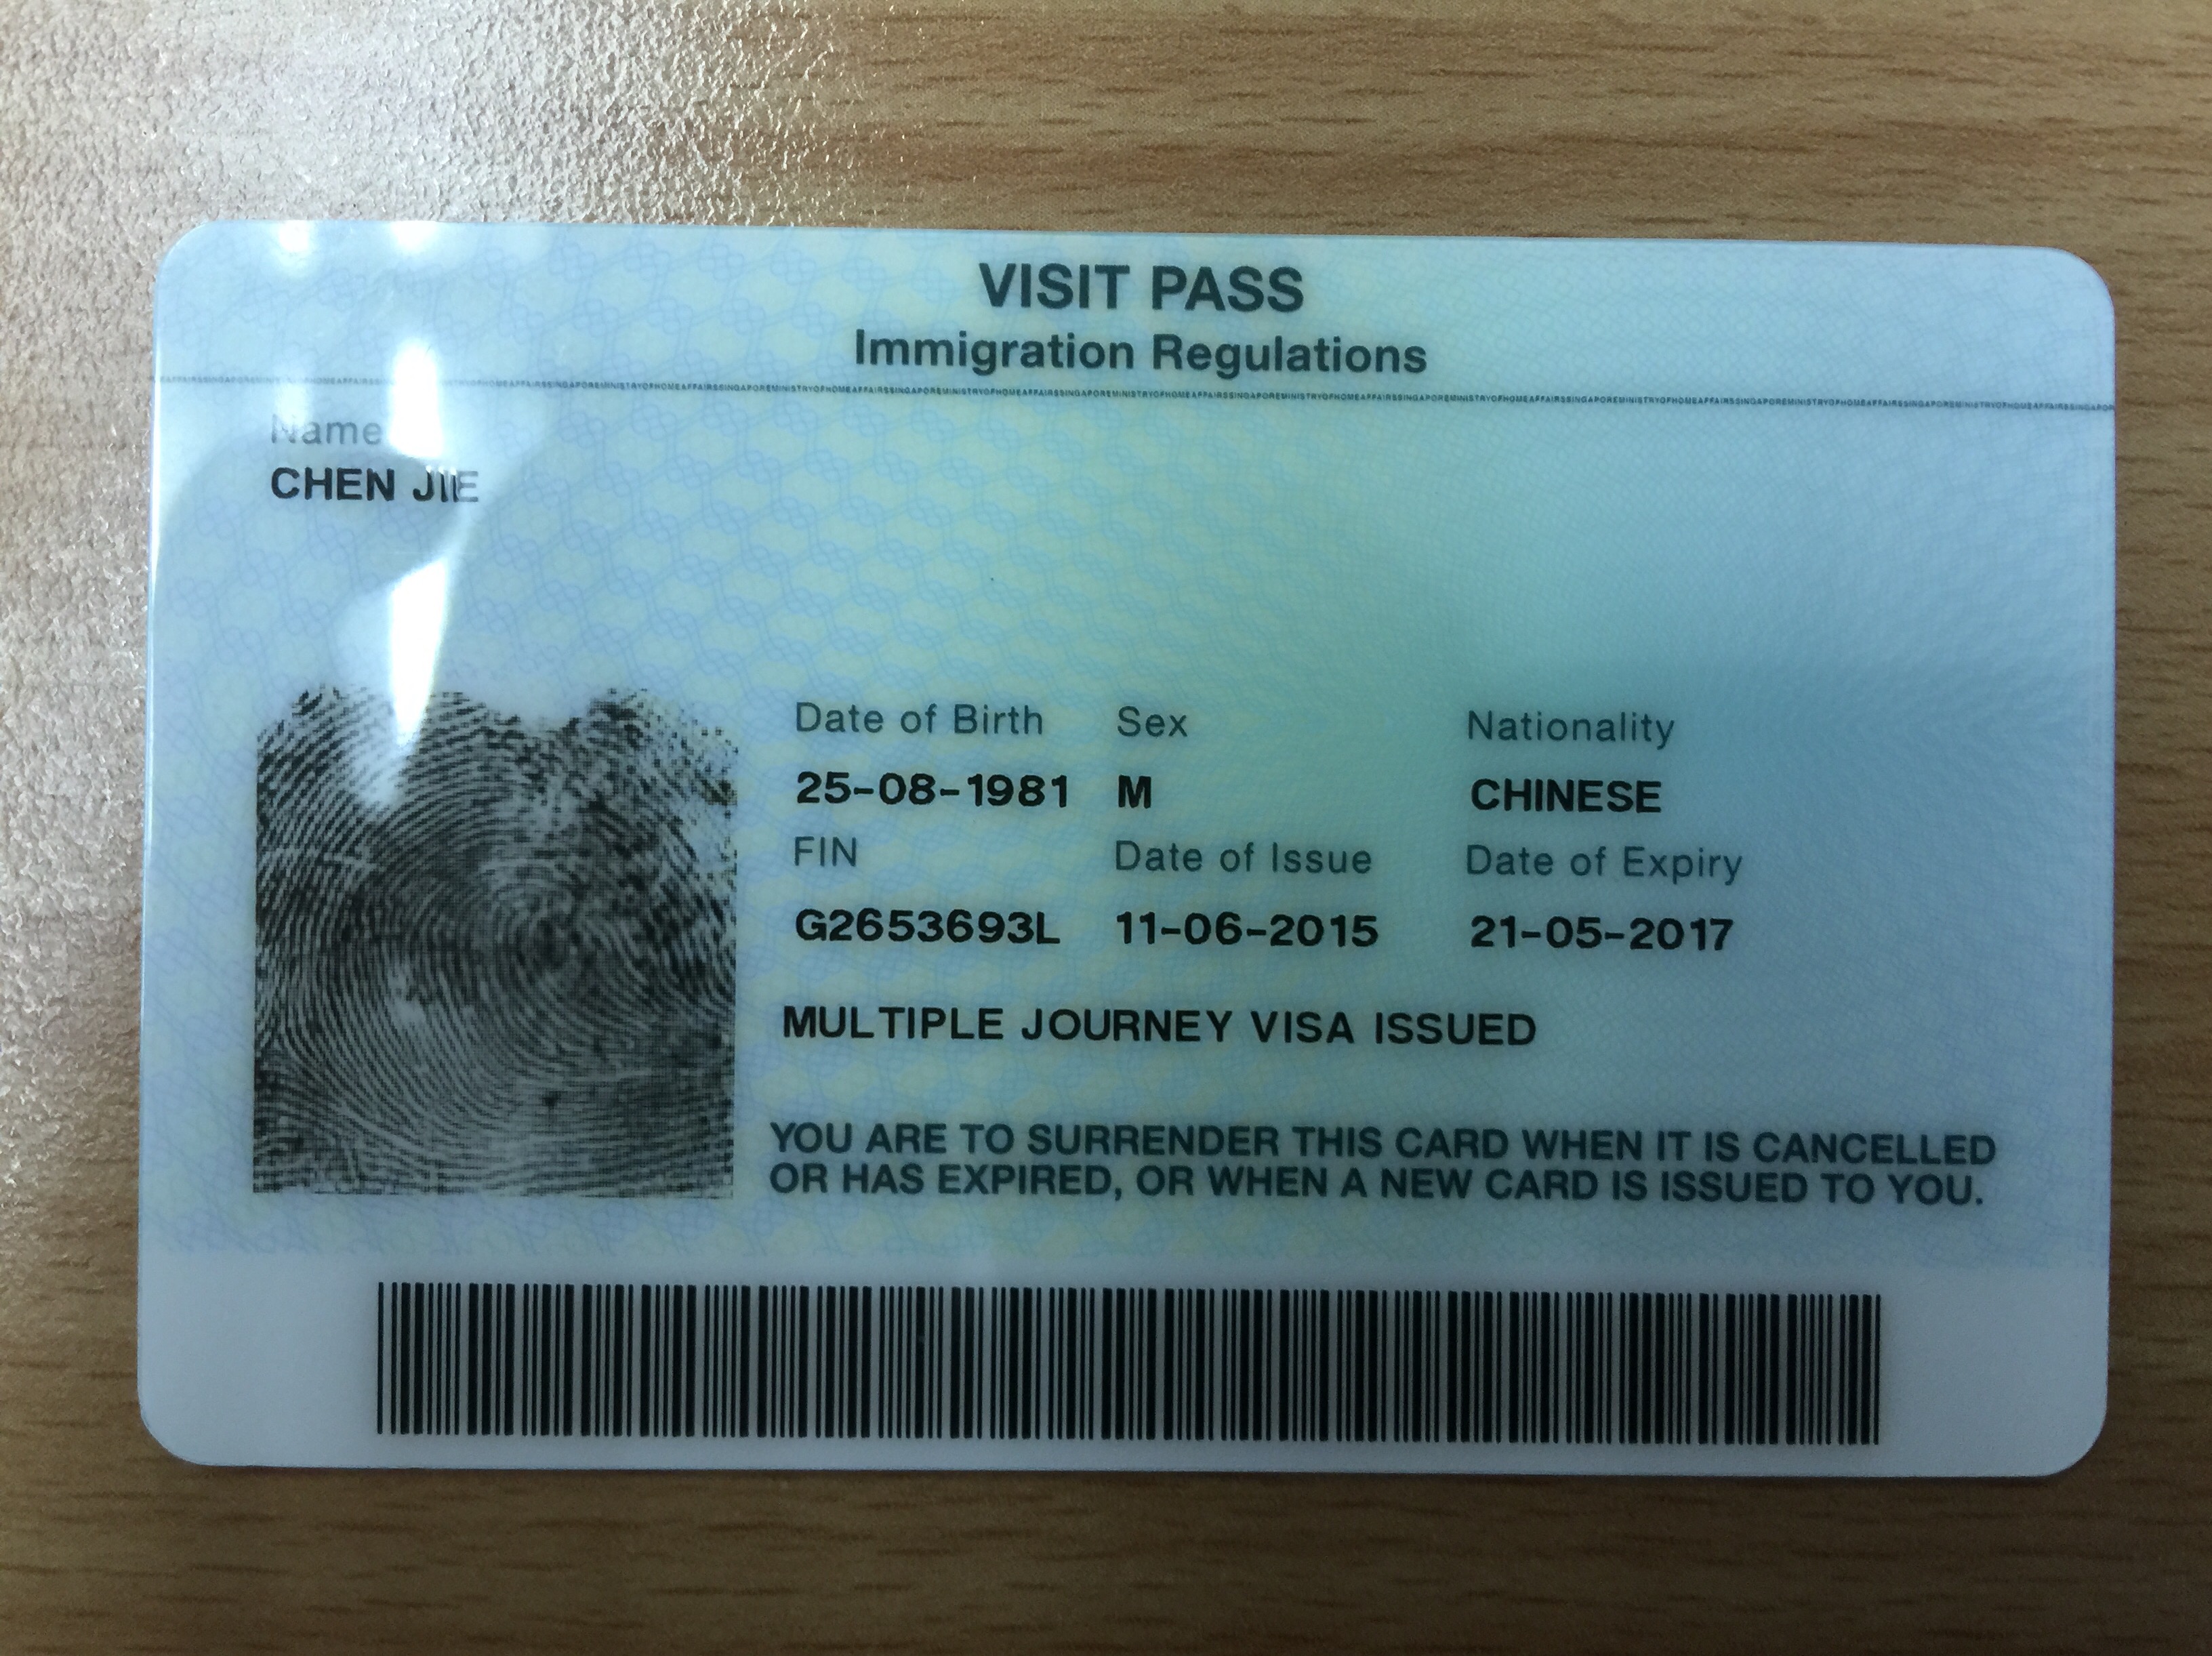 VISIT PASS
Immigration Regulations
Name
CHEN JIE
Date of Birth Sex Nationality
25-08-1981 M CHINESE
FIN Date of Issue Date of Expiry
G2653693L 11-06-2015 21-05-2017
MULTIPLE JOURNEY VISA ISSUED
YOU ARE TO SURRENDER THIS CARD WHEN IT IS CANCELLED
OR HAS EXPIRED, OR WHEN A NEW CARD IS ISSUED TO YOU.